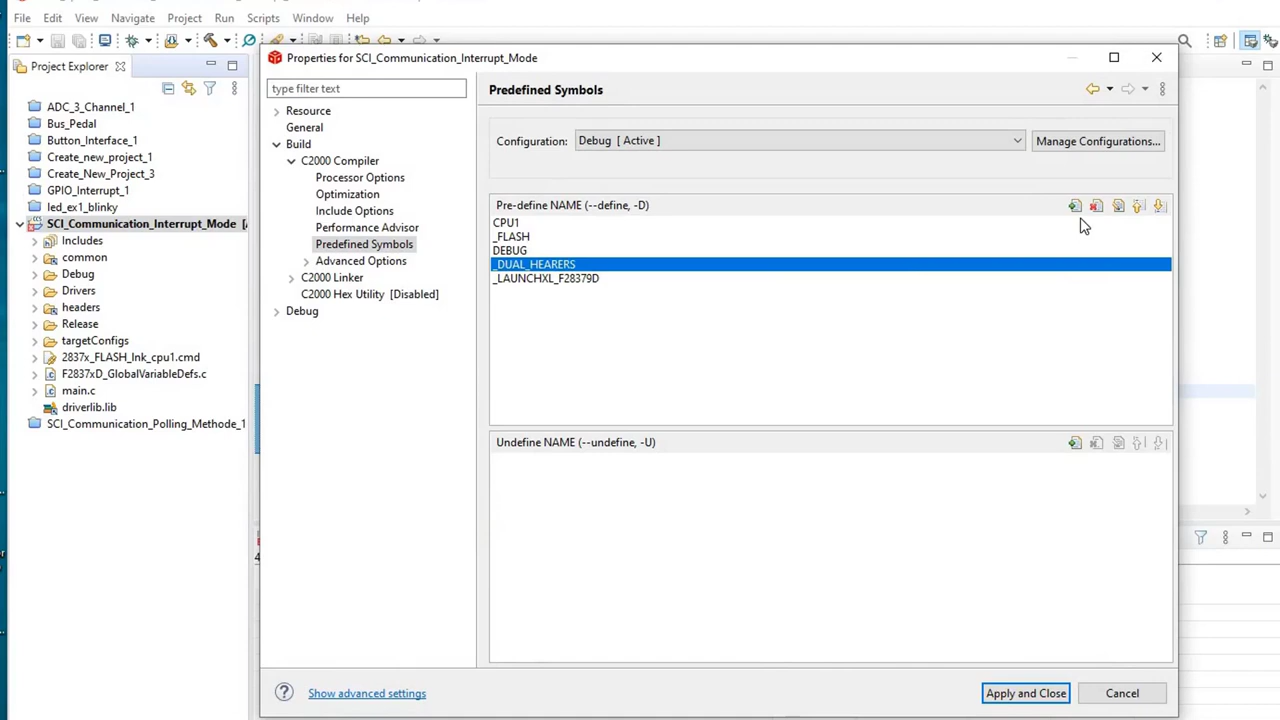 File Edit View Navigate Project Run Scripts Window Help
Project Explorer
ADC_3_Channel_1
Bus_Pedal
Button_Interface_1
Create_new_project_1
Create_New_Project_3
GPIO_Interrupt_1
led_ex1_blinky
SCI_Communication_Interrupt_Mode
Includes
common
Debug
Drivers
headers
Release
targetConfigs
2837x_FLASH_lnk_cpu1.cmd
F2837xD_GlobalVariableDefs.c
main.c
driverlib.lib
SCI_Communication_Polling_Methode_1
Properties for SCI_Communication_Interrupt_Mode
type filter text
Resource
General
Build
C2000 Compiler
Processor Options
Optimization
Include Options
Performance Advisor
Predefined Symbols
Advanced Options
C2000 Linker
C2000 Hex Utility [Disabled]
Debug
Predefined Symbols
Configuration: Debug [ Active ] Manage Configurations...
Pre-define NAME (--define, -D)
CPU1
_FLASH
DEBUG
_DUAL_HEARERS
_LAUNCHXL_F28379D
Undefine NAME (--undefine, -U)
Show advanced settings
Apply and Close Cancel